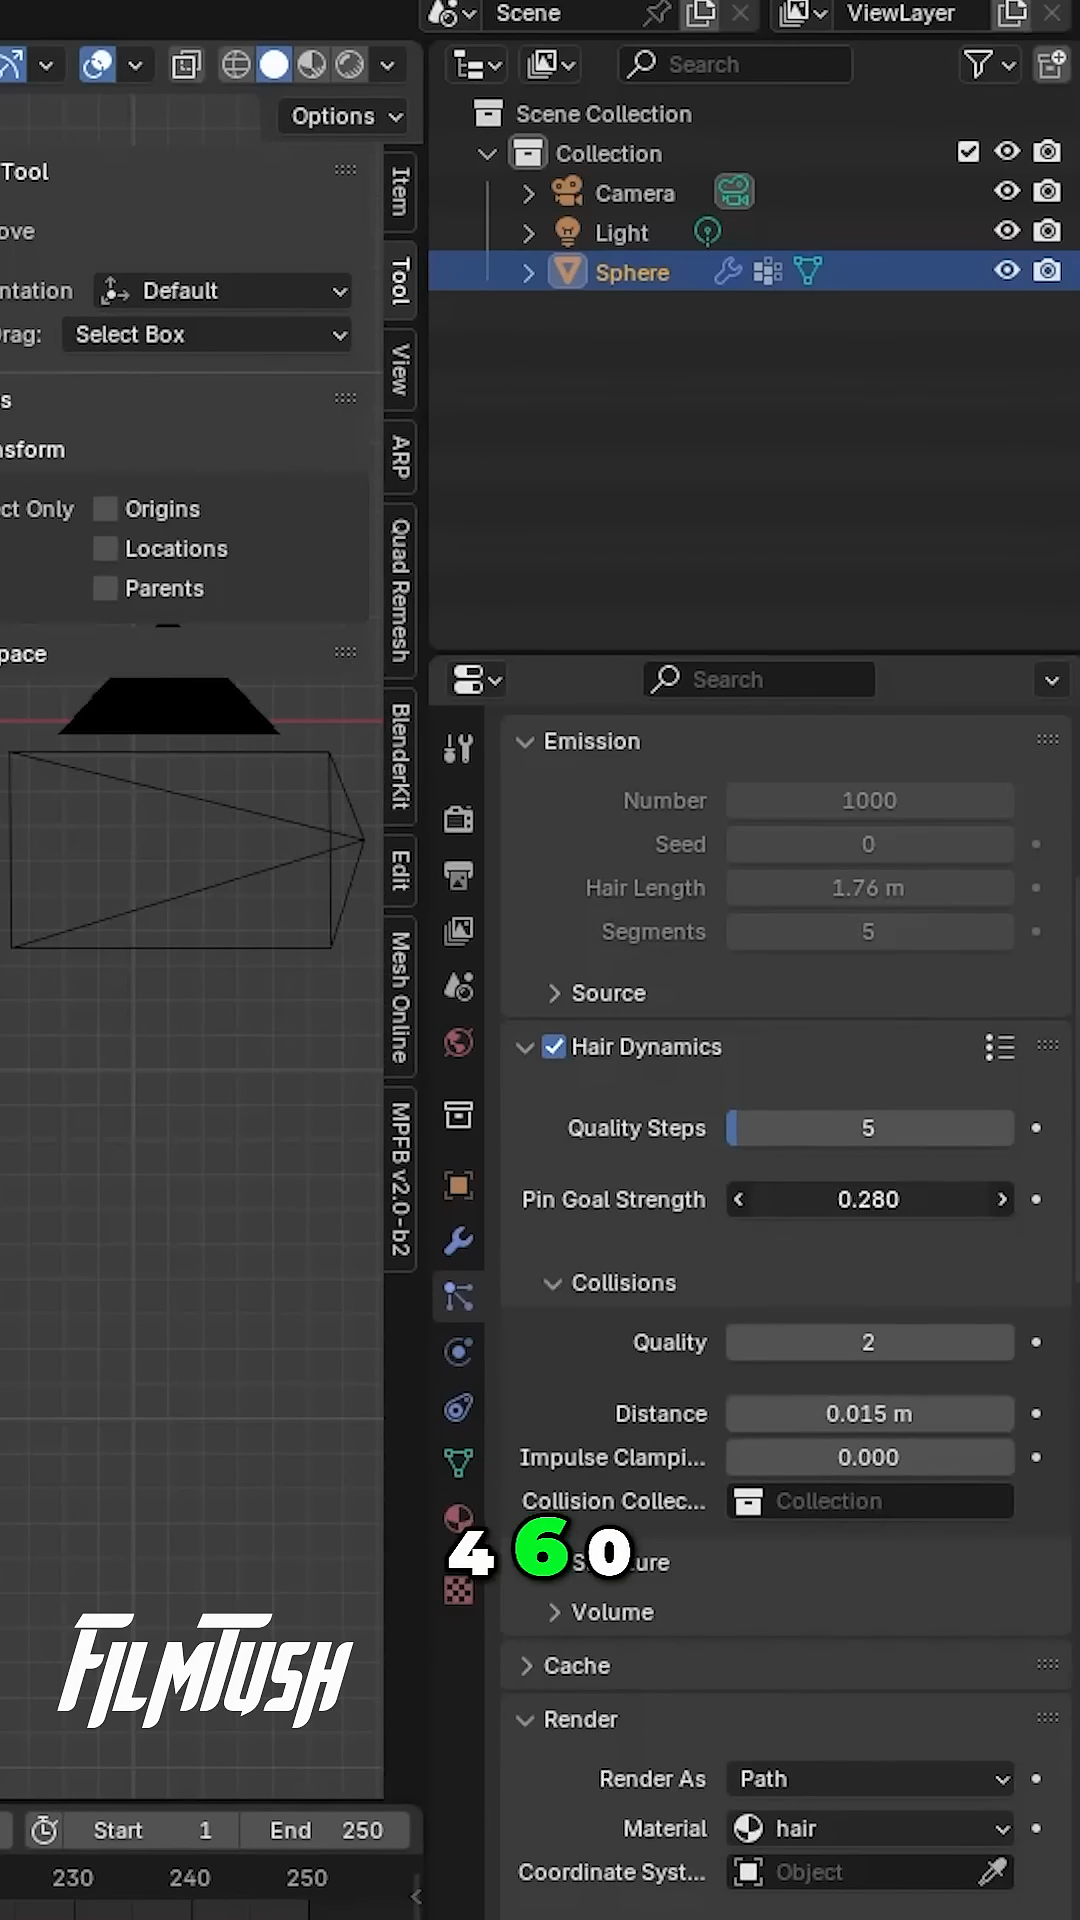 Scene
ViewLayer
Search
Options
Scene Collection
Collection
Camera
Light
Sphere
Tool
ove
ntation
Default
rag:
Select Box
s
nsform
ct Only
Origins
Locations
Parents
pace
Item
Tool
View
ARP
Quad Remesh
BlenderKit
Edit
Mesh Online
MPFB v2.0-b2
Search
Emission
Number 1000
Seed 0
Hair Length 1.76 m
Segments 5
Source
Hair Dynamics
Quality Steps 5
Pin Goal Strength 0.280
Collisions
Quality 2
Distance 0.015 m
Impulse Clampi... 0.000
Collision Collec... Collection
4 6 0
Volume
Cache
Render
Render As Path
Material hair
Coordinate Syst... Object
FILMTUSH
Start 1
End 250
230 240 250